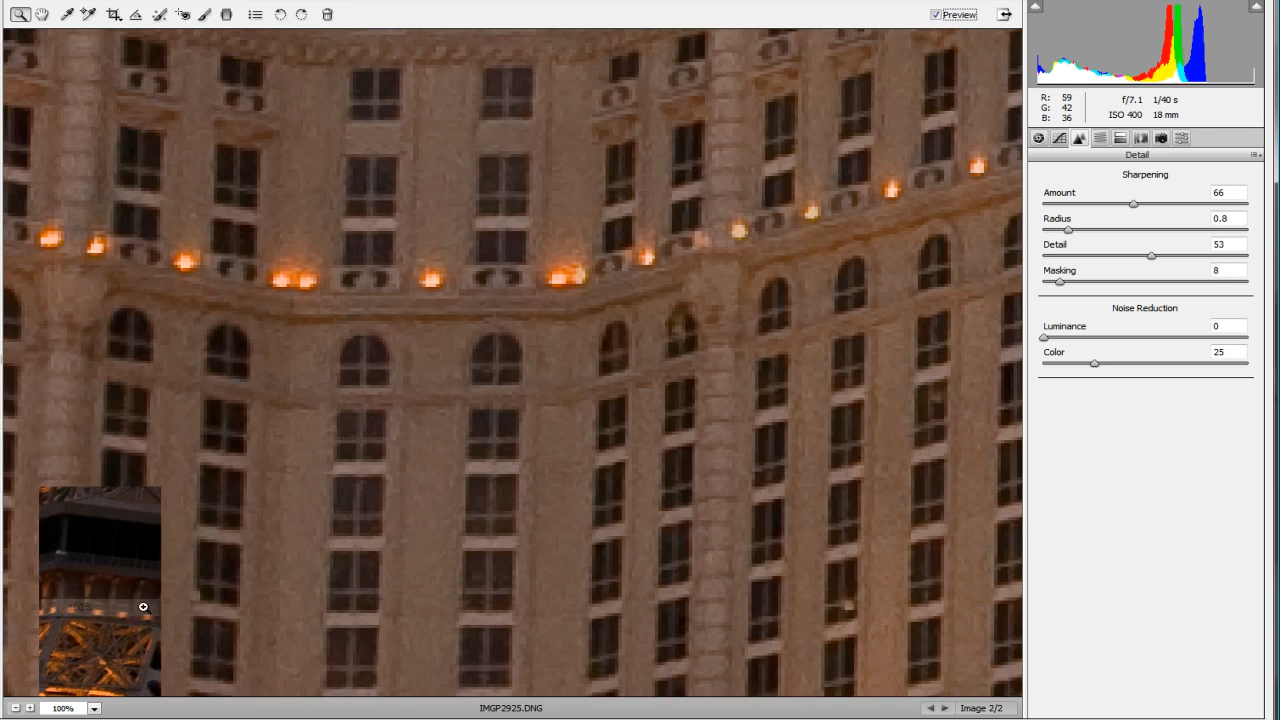 Preview
R: 59
G: 42
B: 36
f/7.1 1/40 s
ISO 400 18 mm
Detail
Sharpening
Amount 66
Radius 0.8
Detail 53
Masking 8
Noise Reduction
Luminance 0
Color 25
100%
IMGP2925.DNG
Image 2/2